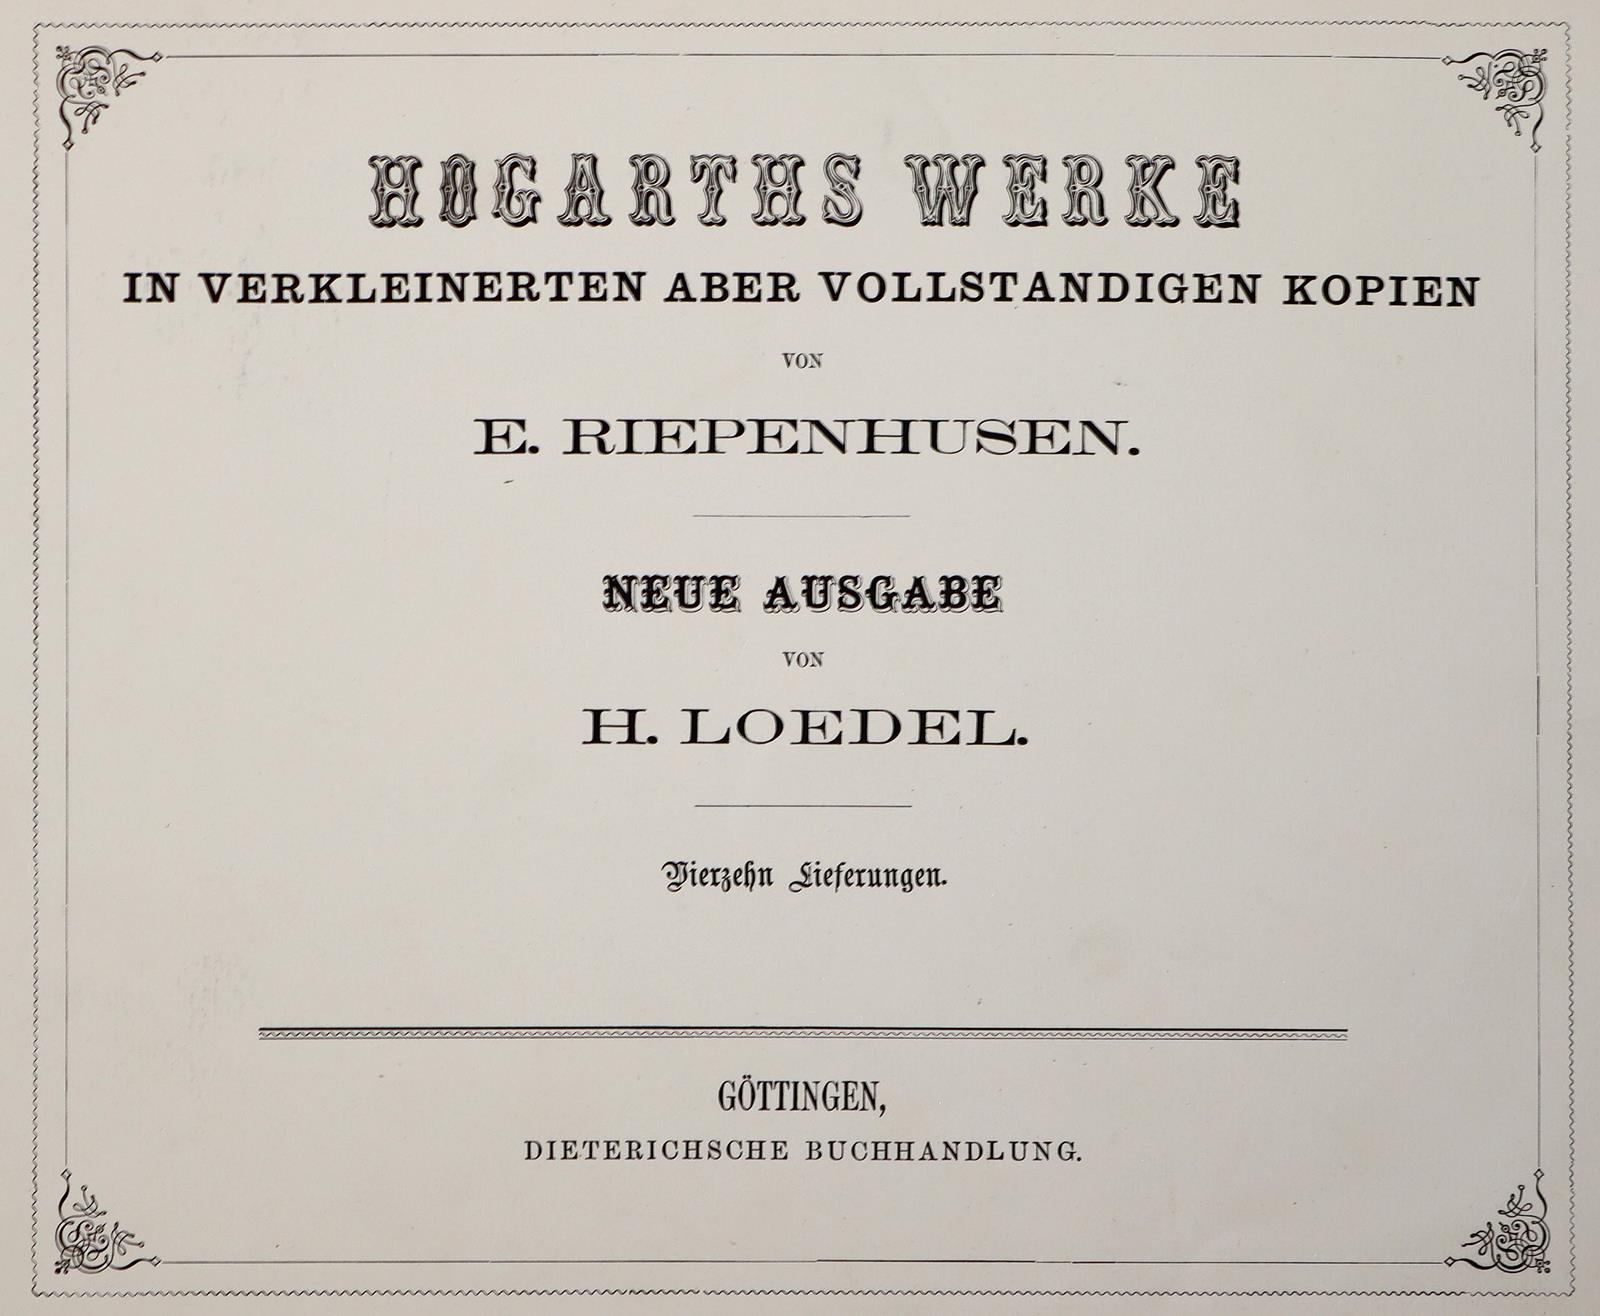 HOGARTHS WERKE
IN VERKLEINERTEN ABER VOLLSTANDIGEN KOPIEN
VON
E. RIEPENHUSEN.
NEUE AUSGABE
VON
H. LOEDEL.
Vierzehn Lieferungen.
GÖTTINGEN,
DIETERICHSCHE BUCHHANDLUNG.